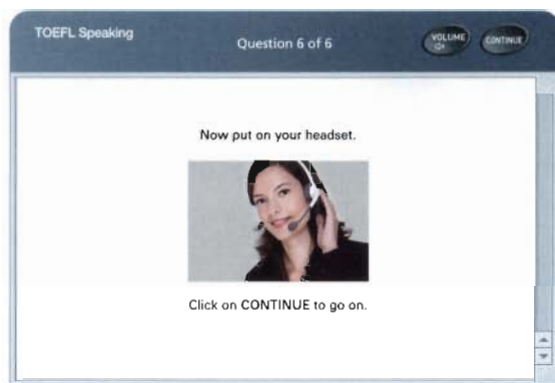 TOEFL Speaking
Question 6 of 6
VOLUME
CONTINUE
Now put on your headset.
Click on CONTINUE to go on.